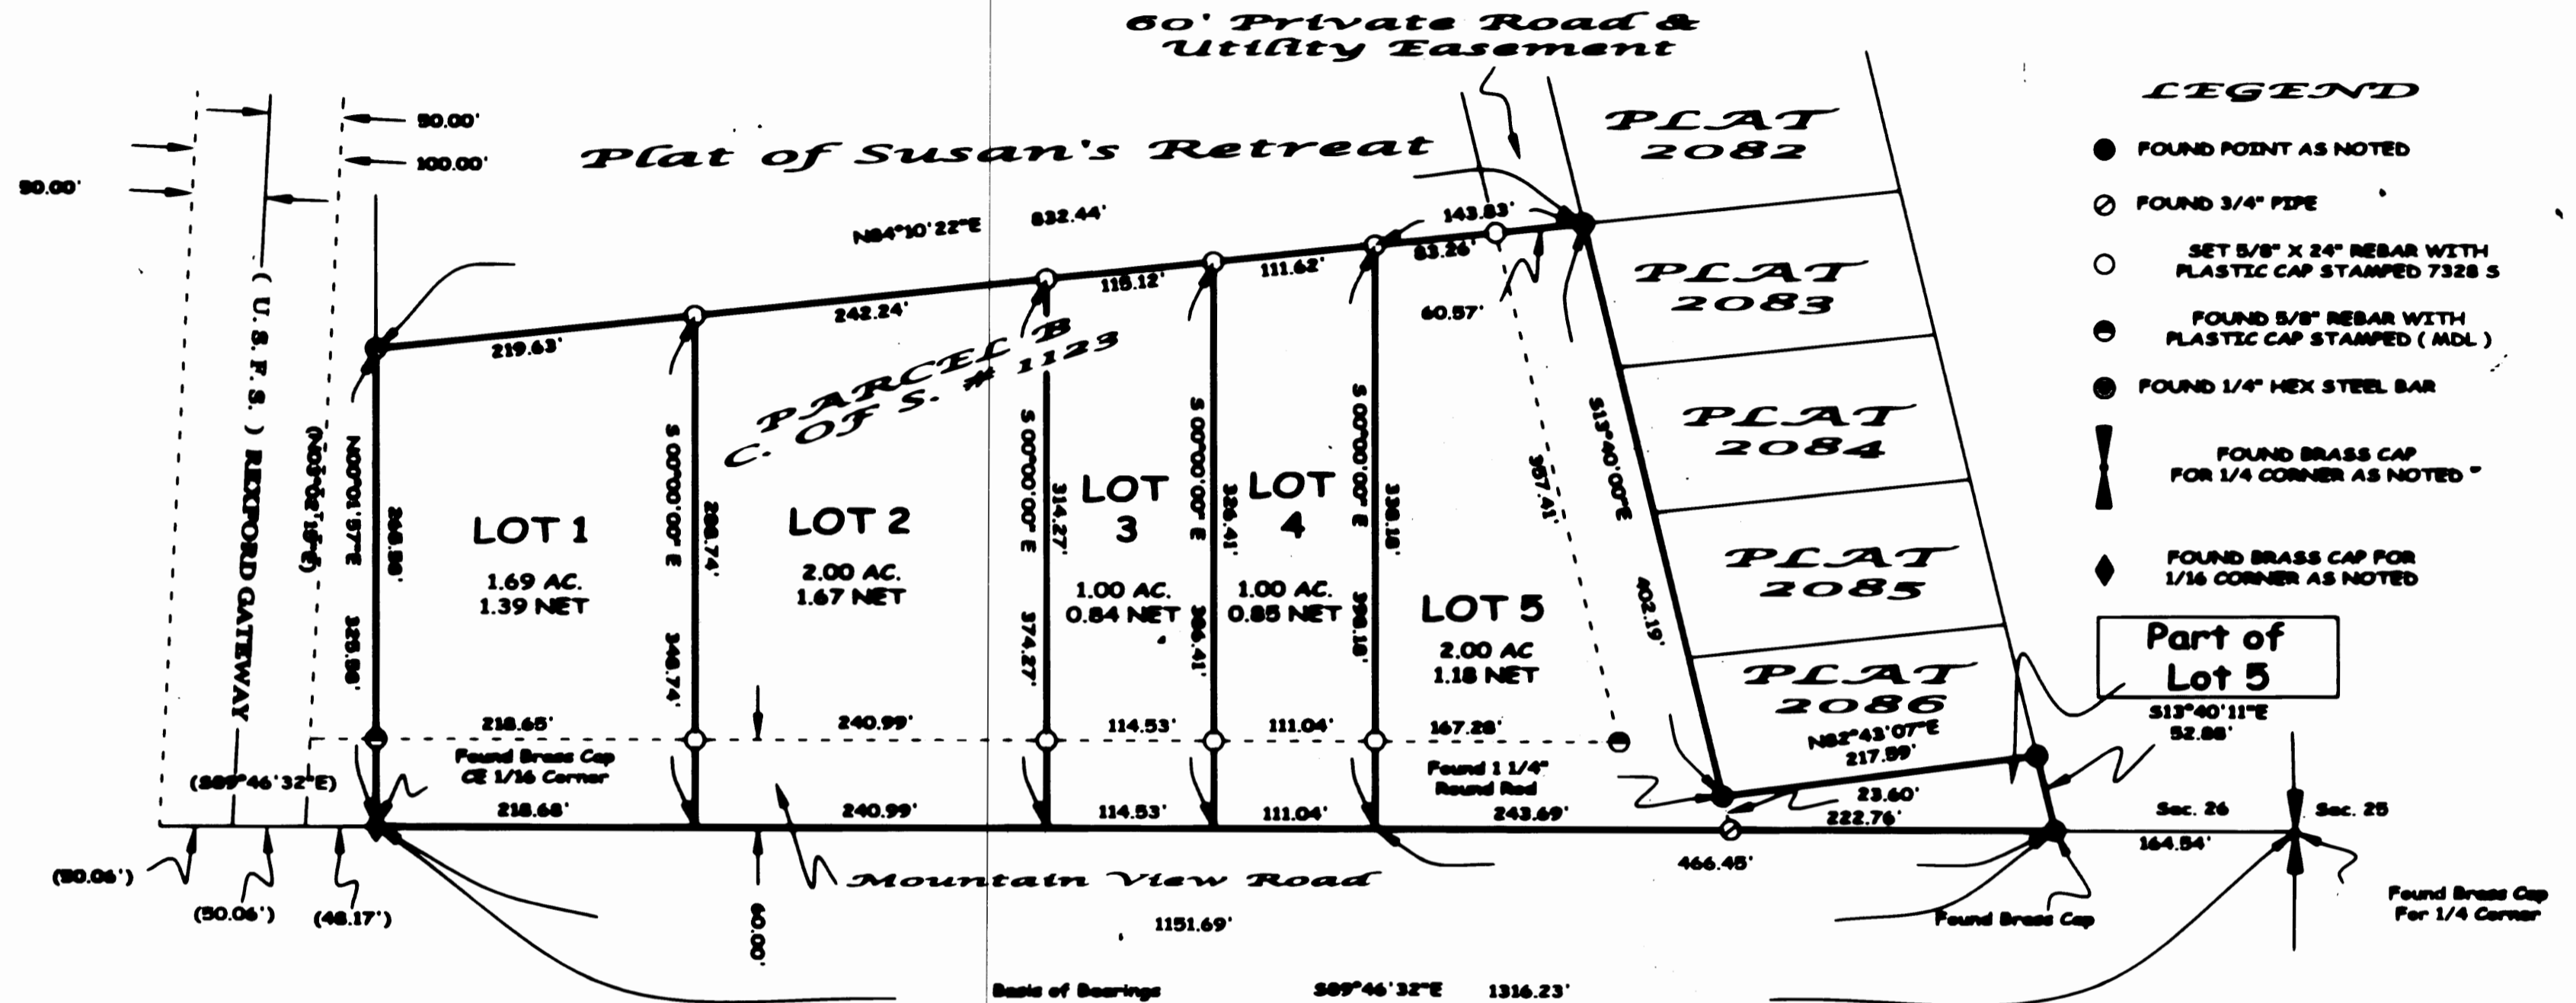 60' Private Road &
Utility Easement
Plat of Susan's Retreat
50.00'
100.00'
( U.S.F.S. ) REXFORD GATEWAY
N84°10'22"E 832.44'
143.83'
83.26'
60.57'
219.63'
242.24'
115.12'
111.62'
PARCEL B
C. OF S. # 1123
N00°01'57"E
S 00°00'00" E
288.74'
348.74'
S 00°00'00" E
314.27'
374.27'
S 00°00'00" E
326.41'
386.41'
S 00°00'00" E
338.18'
398.18'
357.41'
S13°40'00"E
402.19'
LOT 1
1.69 AC.
1.39 NET
LOT 2
2.00 AC.
1.67 NET
LOT
3
1.00 AC.
0.84 NET
LOT
4
1.00 AC.
0.85 NET
LOT 5
2.00 AC
1.18 NET
PLAT
2082
PLAT
2083
PLAT
2084
PLAT
2085
PLAT
2086
N82°43'07"E
217.59'
LEGEND
FOUND POINT AS NOTED
FOUND 3/4" PIPE
SET 5/8" X 24" REBAR WITH
PLASTIC CAP STAMPED 7328 S
FOUND 5/8" REBAR WITH
PLASTIC CAP STAMPED ( MDL )
FOUND 1/4" HEX STEEL BAR
FOUND BRASS CAP
FOR 1/4 CORNER AS NOTED "
FOUND BRASS CAP FOR
1/16 CORNER AS NOTED
Part of
Lot 5
S13°40'11"E
52.88'
218.65'
240.99'
114.53'
111.04'
167.28'
Found Brass Cap
CE 1/16 Corner
Found 1 1/4"
Round Rod
(S89°46'32"E)
218.68'
240.99'
114.53'
111.04'
243.69'
23.60'
222.76'
Sec. 26
Sec. 25
164.54'
(50.06')
(48.17')
60.00'
Mountain View Road
466.45'
1151.69'
Found Brass Cap
Found Brass Cap
For 1/4 Corner
Basis of Bearings S89°46'32"E 1316.23'